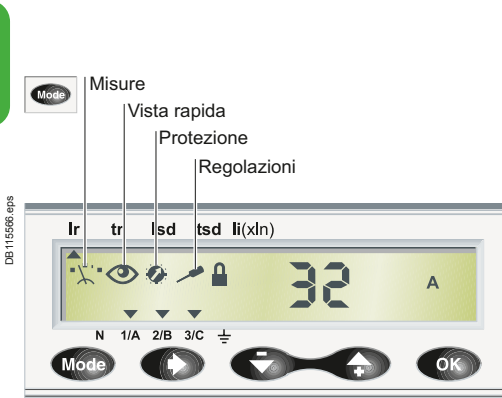 Mode
Misure
Vista rapida
Protezione
Regolazioni
DB115566.eps
Ir tr Isd tsd Ii(xIn)
32 A
N 1/A 2/B 3/C
Mode - + OK